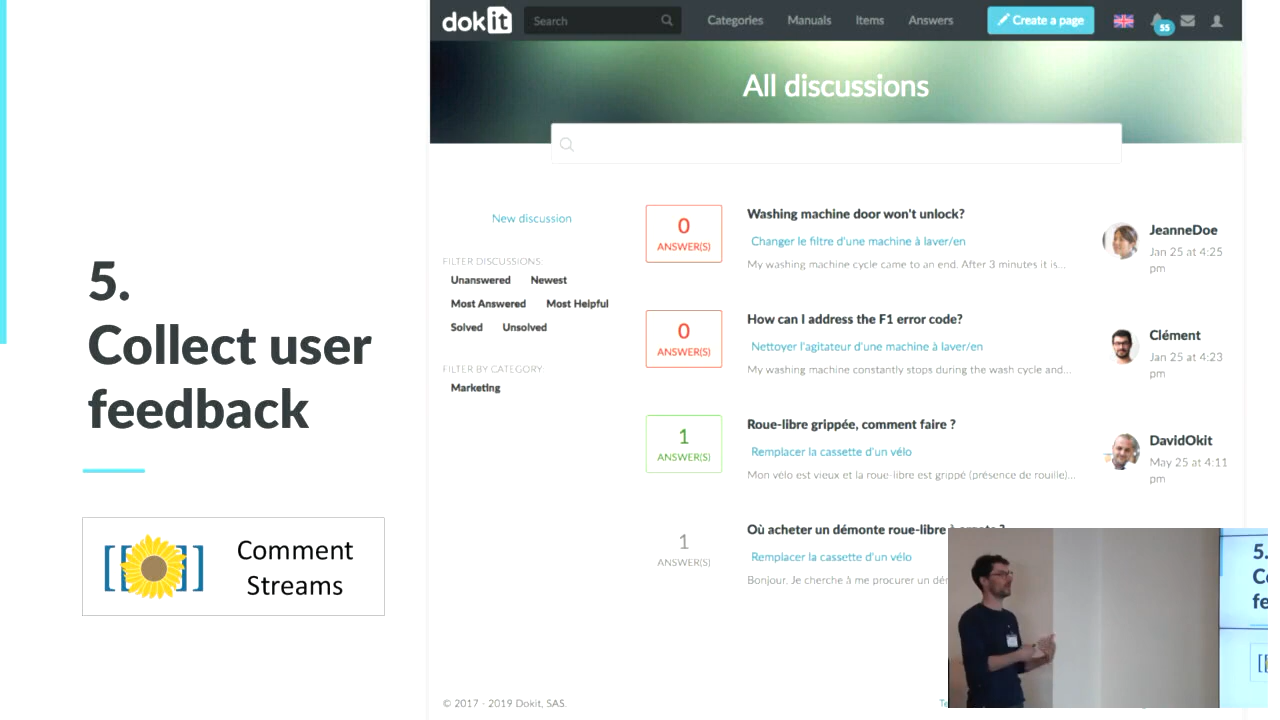 dokit
Search
Categories
Manuals
Items
Answers
Create a page
55
All discussions
5.
Collect user
feedback
Comment
Streams
New discussion
FILTER DISCUSSIONS:
Unanswered Newest
Most Answered Most Helpful
Solved Unsolved
FILTER BY CATEGORY:
Marketing
0
ANSWER(S)
Washing machine door won't unlock?
Changer le filtre d'une machine à laver/en
My washing machine cycle came to an end. After 3 minutes it is...
JeanneDoe
Jan 25 at 4:25
pm
0
ANSWER(S)
How can I address the F1 error code?
Nettoyer l'agitateur d'une machine à laver/en
My washing machine constantly stops during the wash cycle and...
Clément
Jan 25 at 4:23
pm
1
ANSWER(S)
Roue-libre grippée, comment faire ?
Remplacer la cassette d'un vélo
Mon vélo est vieux et la roue-libre est grippé (présence de rouille)...
DavidOkit
May 25 at 4:11
pm
1
ANSWER(S)
Où acheter un démonte roue-libre
Remplacer la cassette d'un vélo
Bonjour. Je cherche à me procurer un
© 2017 - 2019 Dokit, SAS.
5.